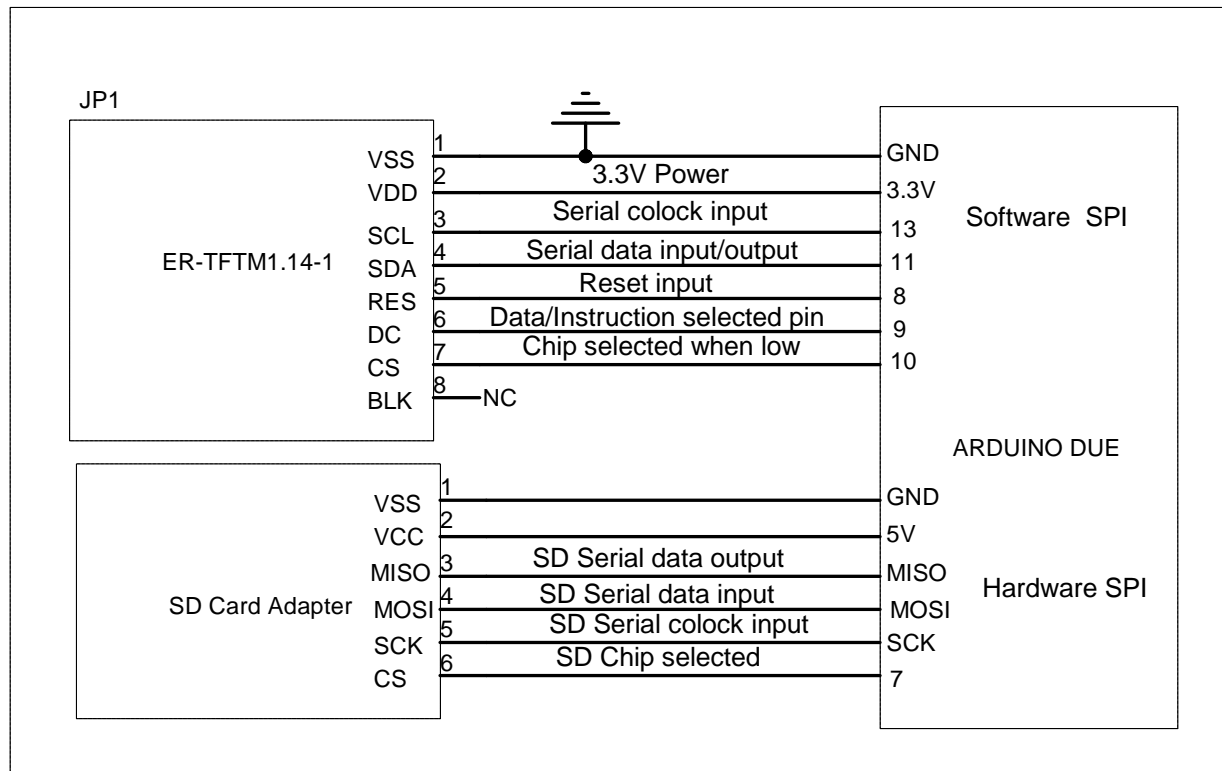 JP1
ER-TFTM1.14-1
VSS 1 GND
VDD 2 3.3V Power 3.3V
SCL 3 Serial colock input 13
SDA 4 Serial data input/output 11
RES 5 Reset input 8
DC 6 Data/Instruction selected pin 9
CS 7 Chip selected when low 10
BLK 8 NC
Software SPI
ARDUINO DUE
SD Card Adapter
VSS 1 GND
VCC 2 5V
MISO 3 SD Serial data output MISO
MOSI 4 SD Serial data input MOSI
SCK 5 SD Serial colock input SCK
CS 6 SD Chip selected 7
Hardware SPI